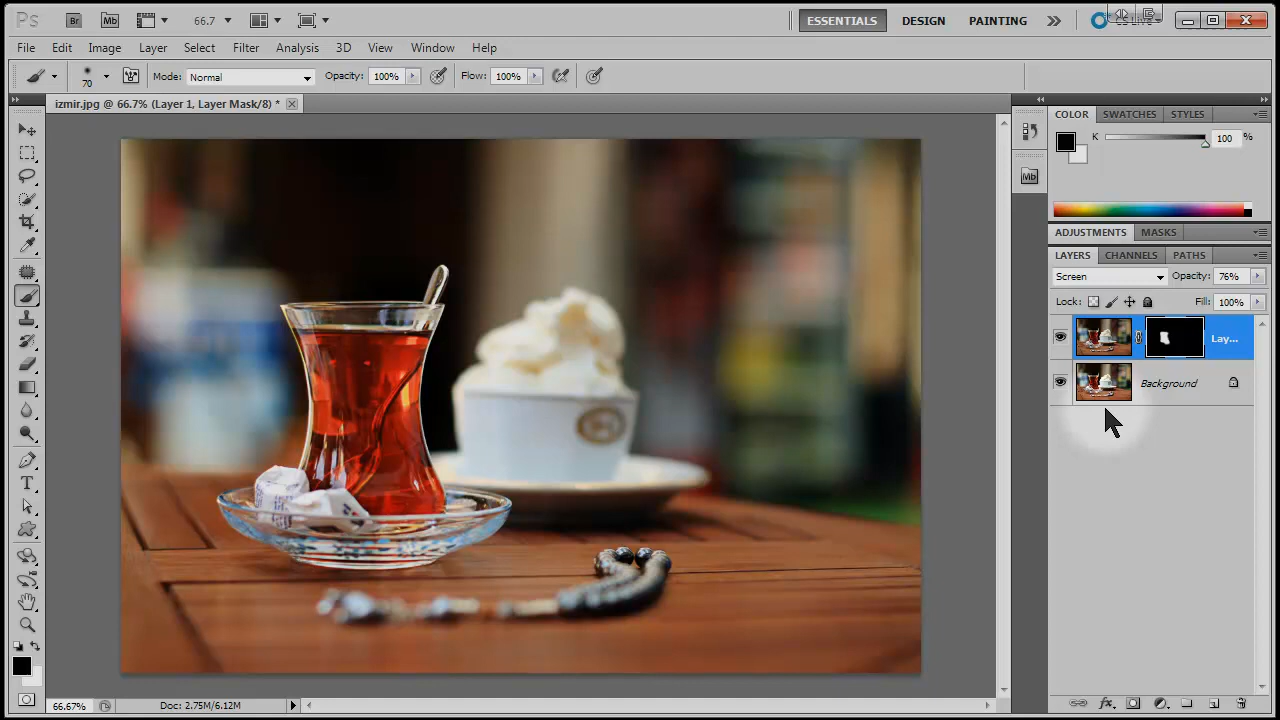 Ps Br Mb 66.7 ESSENTIALS DESIGN PAINTING
File Edit Image Layer Select Filter Analysis 3D View Window Help
70 Mode: Normal Opacity: 100% Flow: 100%
izmir.jpg @ 66.7% (Layer 1, Layer Mask/8) *
COLOR SWATCHES STYLES
K 100 %
Mb
ADJUSTMENTS MASKS
LAYERS CHANNELS PATHS
Screen Opacity: 76%
Lock: Fill: 100%
Lay...
Background
T
66.67% Doc: 2.75M/6.12M